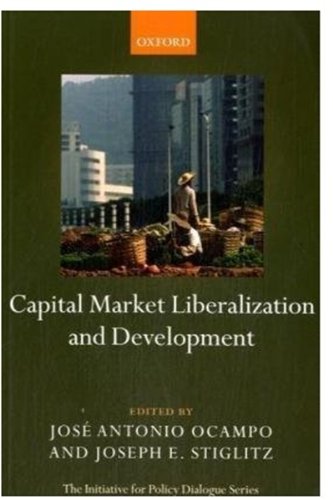 OXFORD
Capital Market Liberalization
and Development
EDITED BY
JOSÉ ANTONIO OCAMPO
AND JOSEPH E. STIGLITZ
The Initiative for Policy Dialogue Series